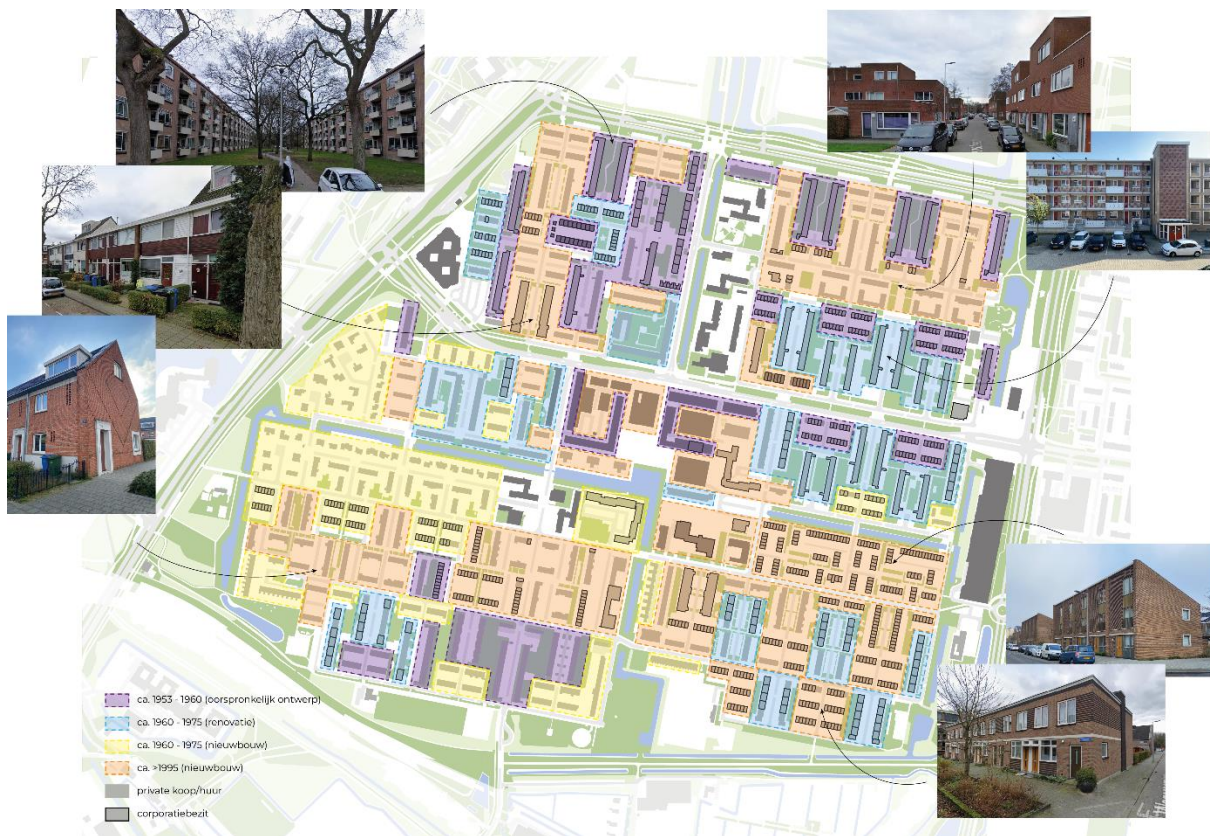 ca. 1953 - 1960 (oorspronkelijk ontwerp)
ca. 1960 - 1975 (renovatie)
ca. 1960 - 1975 (nieuwbouw)
ca. >1995 (nieuwbouw)
private koop/huur
corporatiebezit